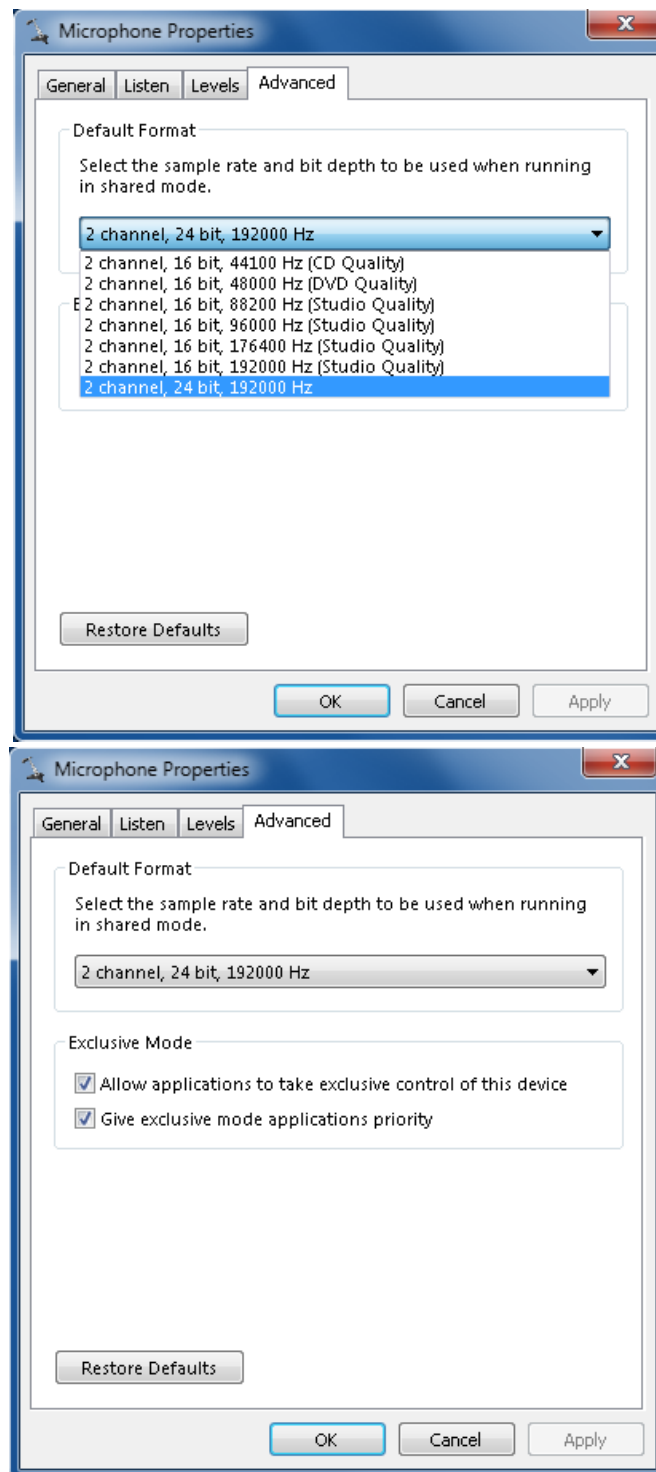 Microphone Properties
General Listen Levels Advanced
Default Format
Select the sample rate and bit depth to be used when running
in shared mode.
2 channel, 24 bit, 192000 Hz
2 channel, 16 bit, 44100 Hz (CD Quality)
2 channel, 16 bit, 48000 Hz (DVD Quality)
E
2 channel, 16 bit, 88200 Hz (Studio Quality)
2 channel, 16 bit, 96000 Hz (Studio Quality)
2 channel, 16 bit, 176400 Hz (Studio Quality)
2 channel, 16 bit, 192000 Hz (Studio Quality)
2 channel, 24 bit, 192000 Hz
Restore Defaults
OK Cancel Apply
Microphone Properties
General Listen Levels Advanced
Default Format
Select the sample rate and bit depth to be used when running
in shared mode.
2 channel, 24 bit, 192000 Hz
Exclusive Mode
Allow applications to take exclusive control of this device
Give exclusive mode applications priority
Restore Defaults
OK Cancel Apply